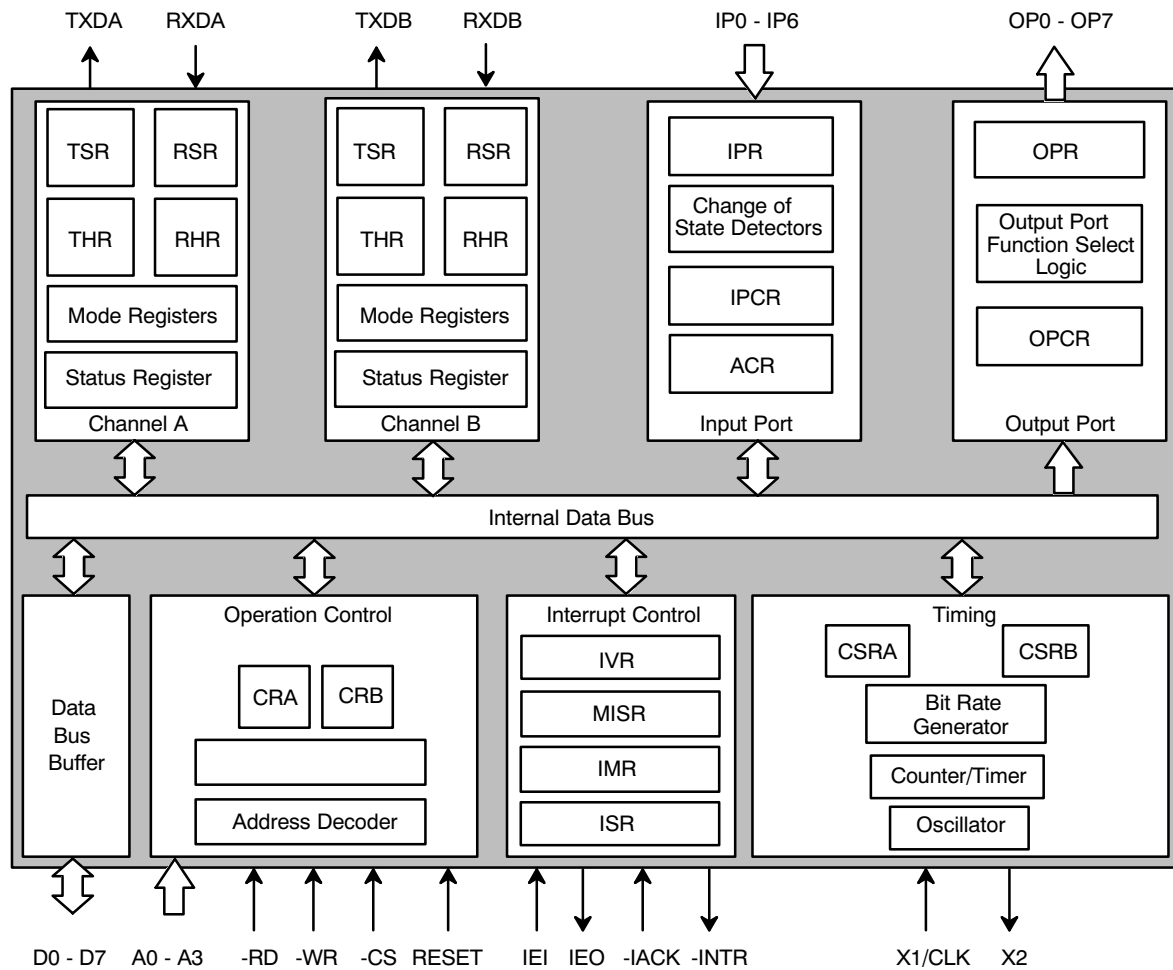 TXDA RXDA TXDB RXDB IP0 - IP6 OP0 - OP7
TSR RSR
THR RHR
Mode Registers
Status Register
Channel A
TSR RSR
THR RHR
Mode Registers
Status Register
Channel B
IPR
Change of
State Detectors
IPCR
ACR
Input Port
OPR
Output Port
Function Select
Logic
OPCR
Output Port
Internal Data Bus
Data
Bus
Buffer
Operation Control
CRA CRB
Address Decoder
Interrupt Control
IVR
MISR
IMR
ISR
Timing
CSRA CSRB
Bit Rate
Generator
Counter/Timer
Oscillator
D0 - D7 A0 - A3 -RD -WR -CS RESET IEI IEO -IACK -INTR X1/CLK X2